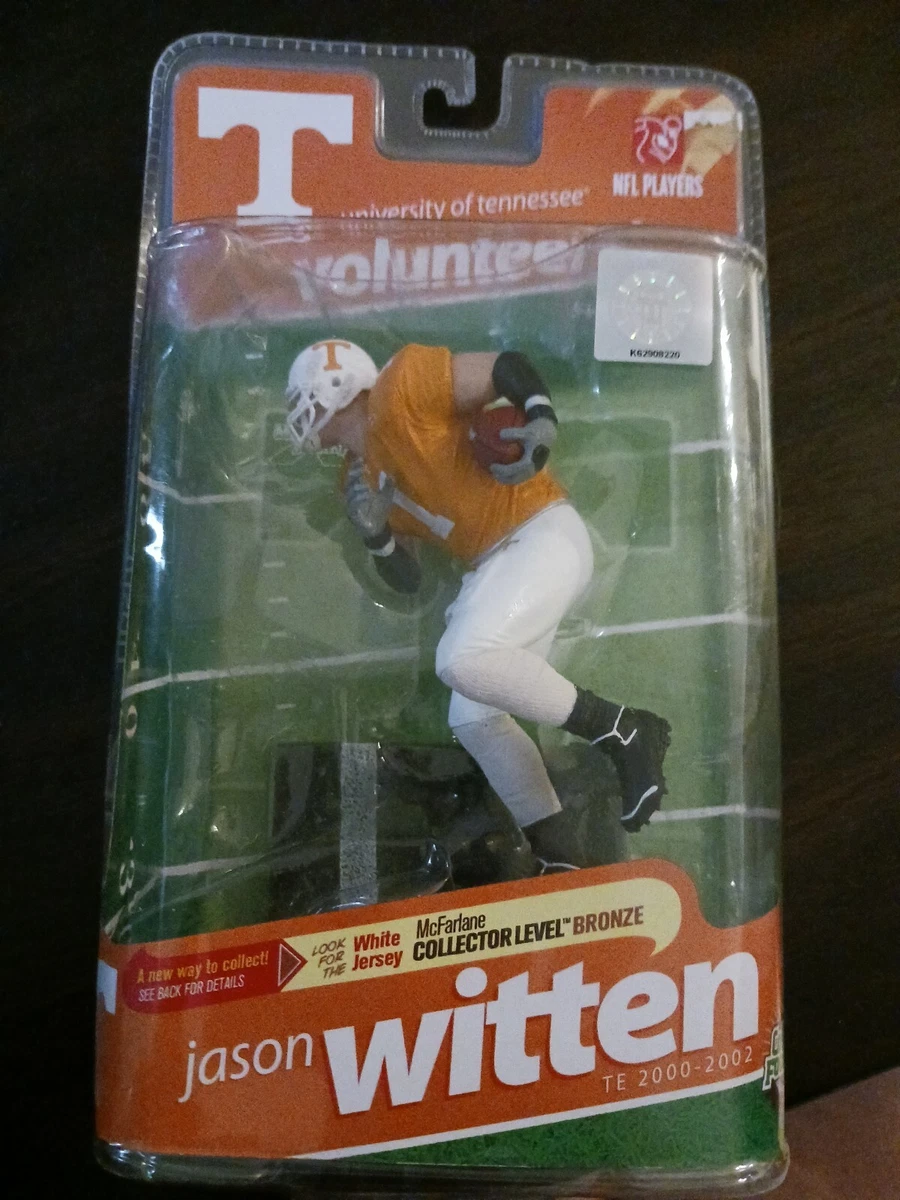 T
NFL PLAYERS
university of tennessee®
volunteer
K62908220
T
1
A new way to collect!
SEE BACK FOR DETAILS
LOOK
FOR
THE
White
Jersey
McFarlane
COLLECTOR LEVEL™ BRONZE
jason witten
TE 2000-2002